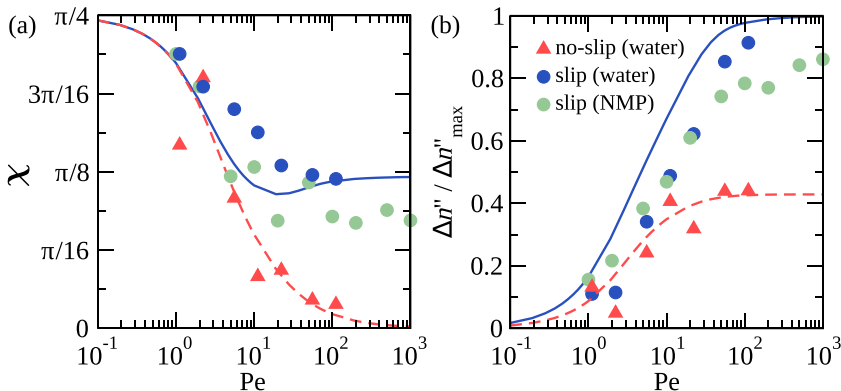 (a)
π/4
3π/16
π/8
π/16
0
χ
10⁻¹ 10⁰ 10¹ 10² 10³
Pe
(b)
1
0.8
0.6
0.4
0.2
0
Δn" / Δn"max
no-slip (water)
slip (water)
slip (NMP)
10⁻¹ 10⁰ 10¹ 10² 10³
Pe